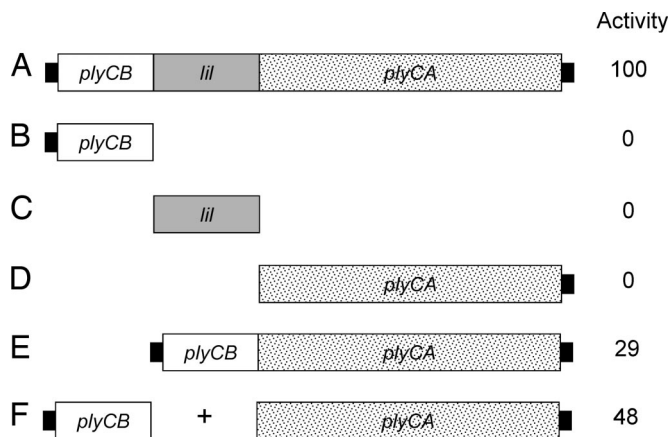 Activity
A plyCB lil plyCA 100
B plyCB 0
C lil 0
D plyCA 0
E plyCB plyCA 29
F plyCB + plyCA 48